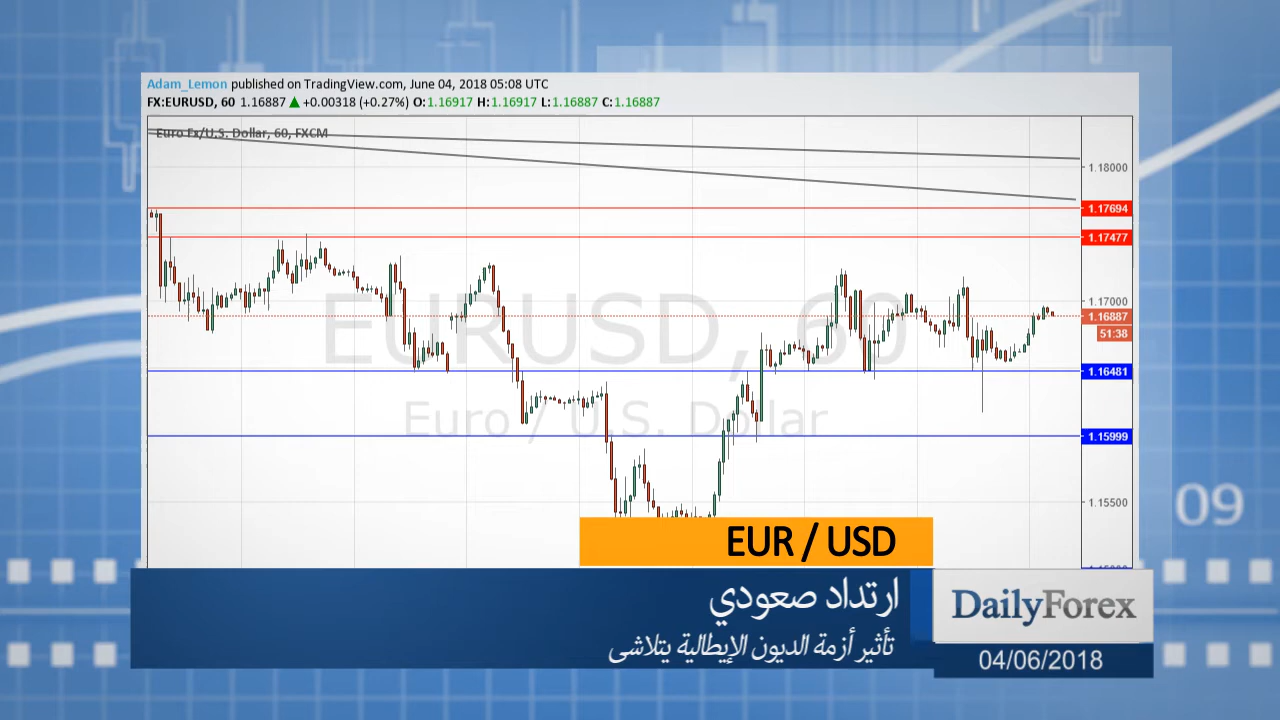 Adam_Lemon published on TradingView.com, June 04, 2018 05:08 UTC
FX:EURUSD, 60 1.16887 ▲ +0.00318 (+0.27%) O:1.16917 H:1.16917 L:1.16887 C:1.16887
Euro Fx/U.S. Dollar, 60, FXCM
1.18000
1.17694
1.17477
1.17000
EURUSD, 60
1.16887
51:38
1.16481
Euro / U.S. Dollar
1.15999
1.15500
09
EUR / USD
ارتداد صعودي
تأثير أزمة الديون الإيطالية يتلاشى
DailyForex
04/06/2018